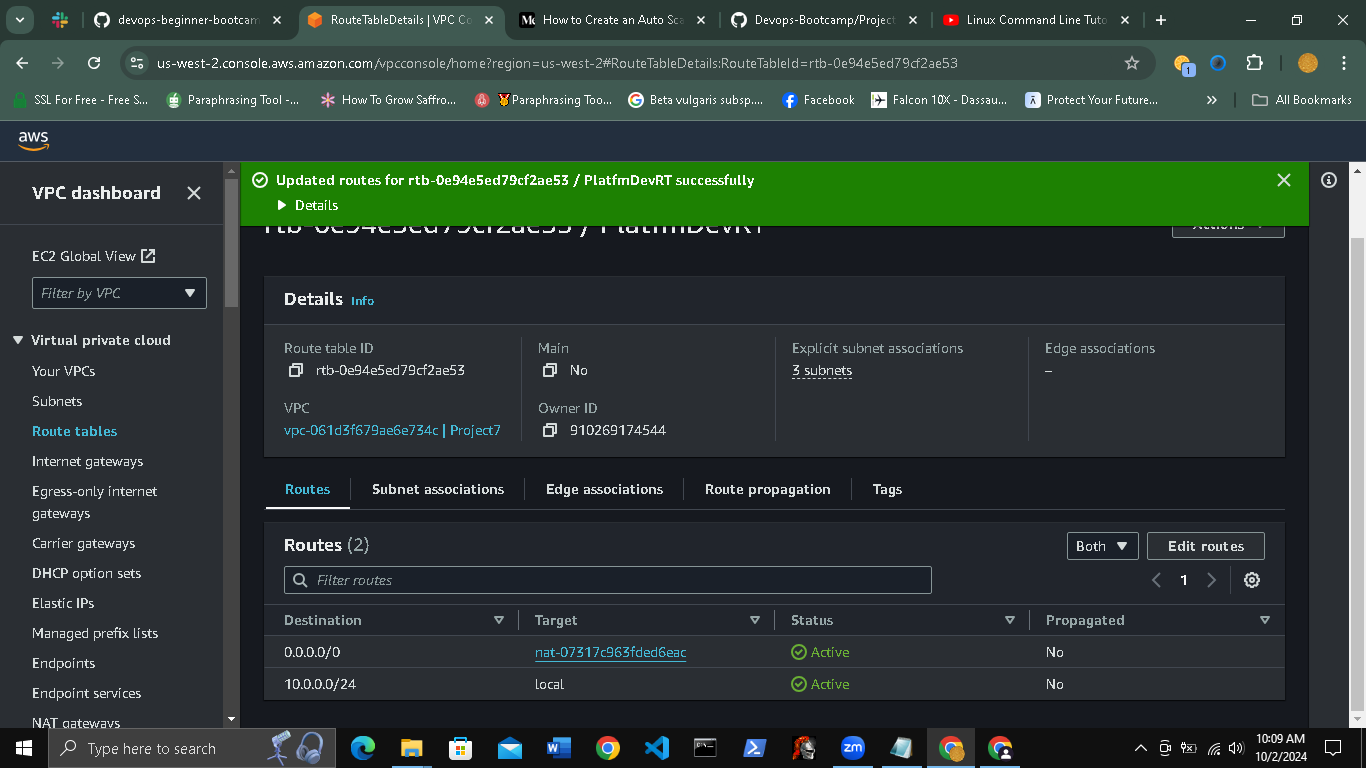 devops-beginner-bootcam
RouteTableDetails | VPC Co
How to Create an Auto Sca
Devops-Bootcamp/Project
Linux Command Line Tuto
us-west-2.console.aws.amazon.com/vpcconsole/home?region=us-west-2#RouteTableDetails:RouteTableId=rtb-0e94e5ed79cf2ae53
1
SSL For Free - Free S...
Paraphrasing Tool -...
How To Grow Saffro...
Paraphrasing Too...
Beta vulgaris subsp....
Facebook
Falcon 10X - Dassau...
Protect Your Future...
All Bookmarks
aws
VPC dashboard
EC2 Global View
Filter by VPC
Virtual private cloud
Your VPCs
Subnets
Route tables
Internet gateways
Egress-only internet
gateways
Carrier gateways
DHCP option sets
Elastic IPs
Managed prefix lists
Endpoints
Endpoint services
NAT gateways
Updated routes for rtb-0e94e5ed79cf2ae53 / PlatfmDevRT successfully
Details
rtb-0e94e5ed79cf2ae53 / PlatfmDevRT
Actions
Details Info
Route table ID
rtb-0e94e5ed79cf2ae53
Main
No
Explicit subnet associations
3 subnets
Edge associations
–
VPC
vpc-061d3f679ae6e734c | Project7
Owner ID
910269174544
Routes
Subnet associations
Edge associations
Route propagation
Tags
Routes (2)
Both
Edit routes
Filter routes
1
Destination Target Status Propagated
0.0.0.0/0 nat-07317c963fded6eac Active No
10.0.0.0/24 local Active No
Type here to search
zm
10:09 AM
10/2/2024